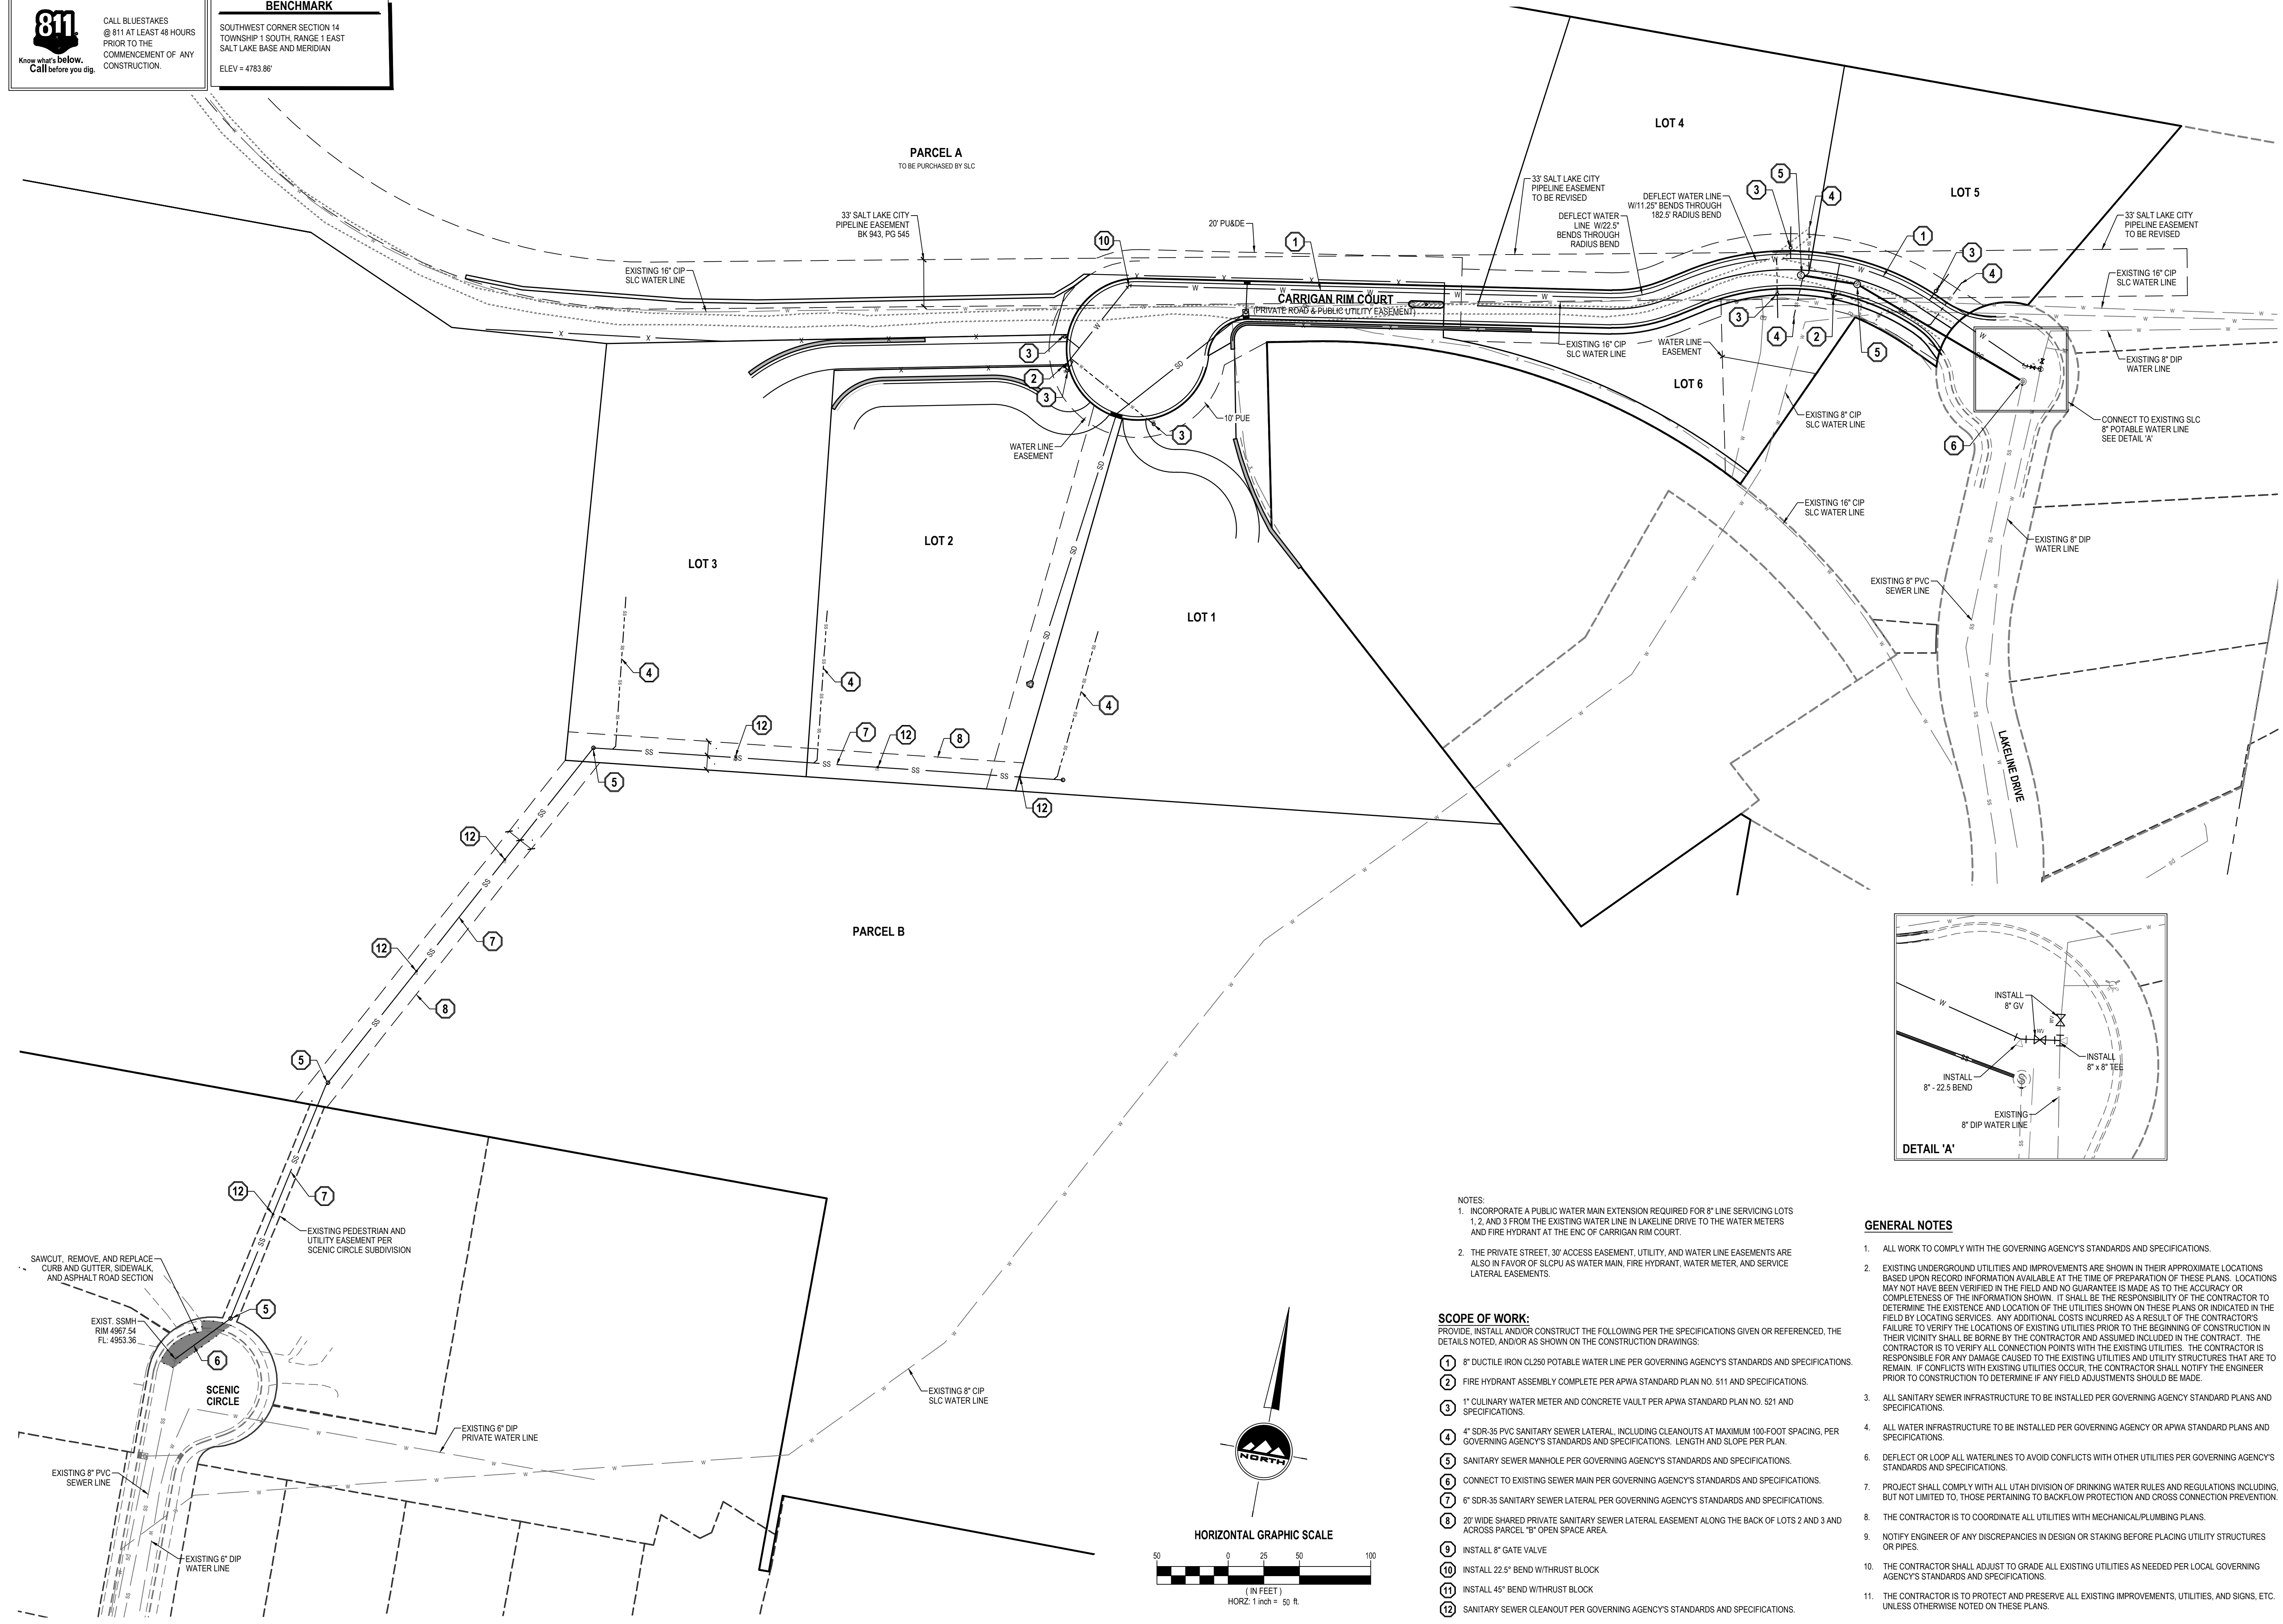 811
Know what's below.
Call before you dig.
CALL BLUESTAKES
@ 811 AT LEAST 48 HOURS
PRIOR TO THE
COMMENCEMENT OF ANY
CONSTRUCTION.
BENCHMARK
SOUTHWEST CORNER SECTION 14
TOWNSHIP 1 SOUTH, RANGE 1 EAST
SALT LAKE BASE AND MERIDIAN
ELEV = 4783.86'
PARCEL A
TO BE PURCHASED BY SLC
LOT 4
LOT 5
33' SALT LAKE CITY
PIPELINE EASEMENT
BK 943, PG 545
20' PU&DE
33' SALT LAKE CITY
PIPELINE EASEMENT
TO BE REVISED
DEFLECT WATER LINE
W/11.25° BENDS THROUGH
182.5' RADIUS BEND
DEFLECT WATER
LINE W/22.5°
BENDS THROUGH
RADIUS BEND
33' SALT LAKE CITY
PIPELINE EASEMENT
TO BE REVISED
5
3
4
1
10
1
3
4
EXISTING 16" CIP
SLC WATER LINE
CARRIGAN RIM COURT
(PRIVATE ROAD & PUBLIC UTILITY EASEMENT)
EXISTING 16" CIP
SLC WATER LINE
3
2
3
3
3
4
2
5
EXISTING 16" CIP
SLC WATER LINE
WATER LINE
EASEMENT
LOT 6
EXISTING 8" DIP
WATER LINE
10' PUE
WATER LINE
EASEMENT
EXISTING 8" CIP
SLC WATER LINE
6
CONNECT TO EXISTING SLC
8" POTABLE WATER LINE
SEE DETAIL 'A'
EXISTING 16" CIP
SLC WATER LINE
EXISTING 8" DIP
WATER LINE
EXISTING 8" PVC
SEWER LINE
LAKELINE DRIVE
LOT 3
LOT 2
LOT 1
4
4
4
12
7
12
8
5
12
12
7
12
8
5
PARCEL B
12
7
EXISTING PEDESTRIAN AND
UTILITY EASEMENT PER
SCENIC CIRCLE SUBDIVISION
SAWCUT, REMOVE, AND REPLACE
CURB AND GUTTER, SIDEWALK,
AND ASPHALT ROAD SECTION
5
EXIST. SSMH
RIM 4967.54
FL: 4953.36
6
SCENIC
CIRCLE
EXISTING 6" DIP
PRIVATE WATER LINE
EXISTING 8" CIP
SLC WATER LINE
EXISTING 8" PVC
SEWER LINE
EXISTING 6" DIP
WATER LINE
INSTALL
8" GV
INSTALL
8" x 8" TEE
INSTALL
8" - 22.5 BEND
EXISTING
8" DIP WATER LINE
DETAIL 'A'
NORTH
HORIZONTAL GRAPHIC SCALE
50 0 25 50 100
( IN FEET )
HORZ: 1 inch = 50 ft.
NOTES:
1. INCORPORATE A PUBLIC WATER MAIN EXTENSION REQUIRED FOR 8" LINE SERVICING LOTS
1, 2, AND 3 FROM THE EXISTING WATER LINE IN LAKELINE DRIVE TO THE WATER METERS
AND FIRE HYDRANT AT THE ENC OF CARRIGAN RIM COURT.
2. THE PRIVATE STREET, 30' ACCESS EASEMENT, UTILITY, AND WATER LINE EASEMENTS ARE
ALSO IN FAVOR OF SLCPU AS WATER MAIN, FIRE HYDRANT, WATER METER, AND SERVICE
LATERAL EASEMENTS.
SCOPE OF WORK:
PROVIDE, INSTALL AND/OR CONSTRUCT THE FOLLOWING PER THE SPECIFICATIONS GIVEN OR REFERENCED, THE
DETAILS NOTED, AND/OR AS SHOWN ON THE CONSTRUCTION DRAWINGS:
1 8" DUCTILE IRON CL250 POTABLE WATER LINE PER GOVERNING AGENCY'S STANDARDS AND SPECIFICATIONS.
2 FIRE HYDRANT ASSEMBLY COMPLETE PER APWA STANDARD PLAN NO. 511 AND SPECIFICATIONS.
3 1" CULINARY WATER METER AND CONCRETE VAULT PER APWA STANDARD PLAN NO. 521 AND
SPECIFICATIONS.
4 4" SDR-35 PVC SANITARY SEWER LATERAL, INCLUDING CLEANOUTS AT MAXIMUM 100-FOOT SPACING, PER
GOVERNING AGENCY'S STANDARDS AND SPECIFICATIONS. LENGTH AND SLOPE PER PLAN.
5 SANITARY SEWER MANHOLE PER GOVERNING AGENCY'S STANDARDS AND SPECIFICATIONS.
6 CONNECT TO EXISTING SEWER MAIN PER GOVERNING AGENCY'S STANDARDS AND SPECIFICATIONS.
7 6" SDR-35 SANITARY SEWER LATERAL PER GOVERNING AGENCY'S STANDARDS AND SPECIFICATIONS.
8 20' WIDE SHARED PRIVATE SANITARY SEWER LATERAL EASEMENT ALONG THE BACK OF LOTS 2 AND 3 AND
ACROSS PARCEL "B" OPEN SPACE AREA.
9 INSTALL 8" GATE VALVE
10 INSTALL 22.5° BEND W/THRUST BLOCK
11 INSTALL 45° BEND W/THRUST BLOCK
12 SANITARY SEWER CLEANOUT PER GOVERNING AGENCY'S STANDARDS AND SPECIFICATIONS.
GENERAL NOTES
1. ALL WORK TO COMPLY WITH THE GOVERNING AGENCY'S STANDARDS AND SPECIFICATIONS.
2. EXISTING UNDERGROUND UTILITIES AND IMPROVEMENTS ARE SHOWN IN THEIR APPROXIMATE LOCATIONS
BASED UPON RECORD INFORMATION AVAILABLE AT THE TIME OF PREPARATION OF THESE PLANS. LOCATIONS
MAY NOT HAVE BEEN VERIFIED IN THE FIELD AND NO GUARANTEE IS MADE AS TO THE ACCURACY OR
COMPLETENESS OF THE INFORMATION SHOWN. IT SHALL BE THE RESPONSIBILITY OF THE CONTRACTOR TO
DETERMINE THE EXISTENCE AND LOCATION OF THE UTILITIES SHOWN ON THESE PLANS OR INDICATED IN THE
FIELD BY LOCATING SERVICES. ANY ADDITIONAL COSTS INCURRED AS A RESULT OF THE CONTRACTOR'S
FAILURE TO VERIFY THE LOCATIONS OF EXISTING UTILITIES PRIOR TO THE BEGINNING OF CONSTRUCTION IN
THEIR VICINITY SHALL BE BORNE BY THE CONTRACTOR AND ASSUMED INCLUDED IN THE CONTRACT. THE
CONTRACTOR IS TO VERIFY ALL CONNECTION POINTS WITH THE EXISTING UTILITIES. THE CONTRACTOR IS
RESPONSIBLE FOR ANY DAMAGE CAUSED TO THE EXISTING UTILITIES AND UTILITY STRUCTURES THAT ARE TO
REMAIN. IF CONFLICTS WITH EXISTING UTILITIES OCCUR, THE CONTRACTOR SHALL NOTIFY THE ENGINEER
PRIOR TO CONSTRUCTION TO DETERMINE IF ANY FIELD ADJUSTMENTS SHOULD BE MADE.
3. ALL SANITARY SEWER INFRASTRUCTURE TO BE INSTALLED PER GOVERNING AGENCY STANDARD PLANS AND
SPECIFICATIONS.
4. ALL WATER INFRASTRUCTURE TO BE INSTALLED PER GOVERNING AGENCY OR APWA STANDARD PLANS AND
SPECIFICATIONS.
6. DEFLECT OR LOOP ALL WATERLINES TO AVOID CONFLICTS WITH OTHER UTILITIES PER GOVERNING AGENCY'S
STANDARDS AND SPECIFICATIONS.
7. PROJECT SHALL COMPLY WITH ALL UTAH DIVISION OF DRINKING WATER RULES AND REGULATIONS INCLUDING,
BUT NOT LIMITED TO, THOSE PERTAINING TO BACKFLOW PROTECTION AND CROSS CONNECTION PREVENTION.
8. THE CONTRACTOR IS TO COORDINATE ALL UTILITIES WITH MECHANICAL/PLUMBING PLANS.
9. NOTIFY ENGINEER OF ANY DISCREPANCIES IN DESIGN OR STAKING BEFORE PLACING UTILITY STRUCTURES
OR PIPES.
10. THE CONTRACTOR SHALL ADJUST TO GRADE ALL EXISTING UTILITIES AS NEEDED PER LOCAL GOVERNING
AGENCY'S STANDARDS AND SPECIFICATIONS.
11. THE CONTRACTOR IS TO PROTECT AND PRESERVE ALL EXISTING IMPROVEMENTS, UTILITIES, AND SIGNS, ETC.
UNLESS OTHERWISE NOTED ON THESE PLANS.